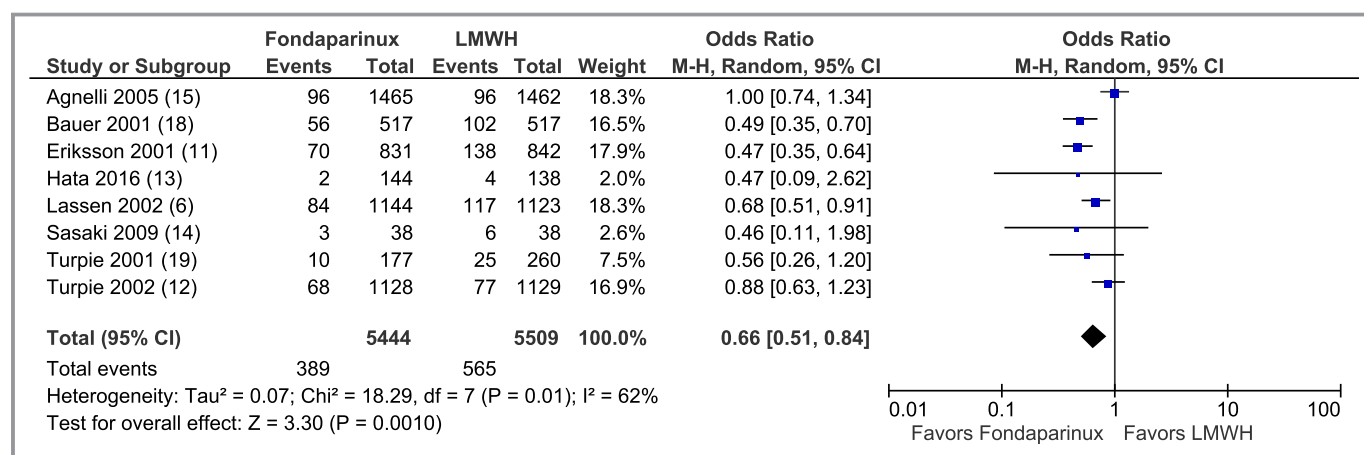 Fondaparinux LMWH Odds Ratio Odds Ratio
Study or Subgroup Events Total Events Total Weight M-H, Random, 95% CI M-H, Random, 95% CI
Agnelli 2005 (15) 96 1465 96 1462 18.3% 1.00 [0.74, 1.34]
Bauer 2001 (18) 56 517 102 517 16.5% 0.49 [0.35, 0.70]
Eriksson 2001 (11) 70 831 138 842 17.9% 0.47 [0.35, 0.64]
Hata 2016 (13) 2 144 4 138 2.0% 0.47 [0.09, 2.62]
Lassen 2002 (6) 84 1144 117 1123 18.3% 0.68 [0.51, 0.91]
Sasaki 2009 (14) 3 38 6 38 2.6% 0.46 [0.11, 1.98]
Turpie 2001 (19) 10 177 25 260 7.5% 0.56 [0.26, 1.20]
Turpie 2002 (12) 68 1128 77 1129 16.9% 0.88 [0.63, 1.23]
Total (95% CI) 5444 5509 100.0% 0.66 [0.51, 0.84]
Total events 389 565
Heterogeneity: Tau² = 0.07; Chi² = 18.29, df = 7 (P = 0.01); I² = 62%
Test for overall effect: Z = 3.30 (P = 0.0010)
0.01 0.1 1 10 100
Favors Fondaparinux Favors LMWH